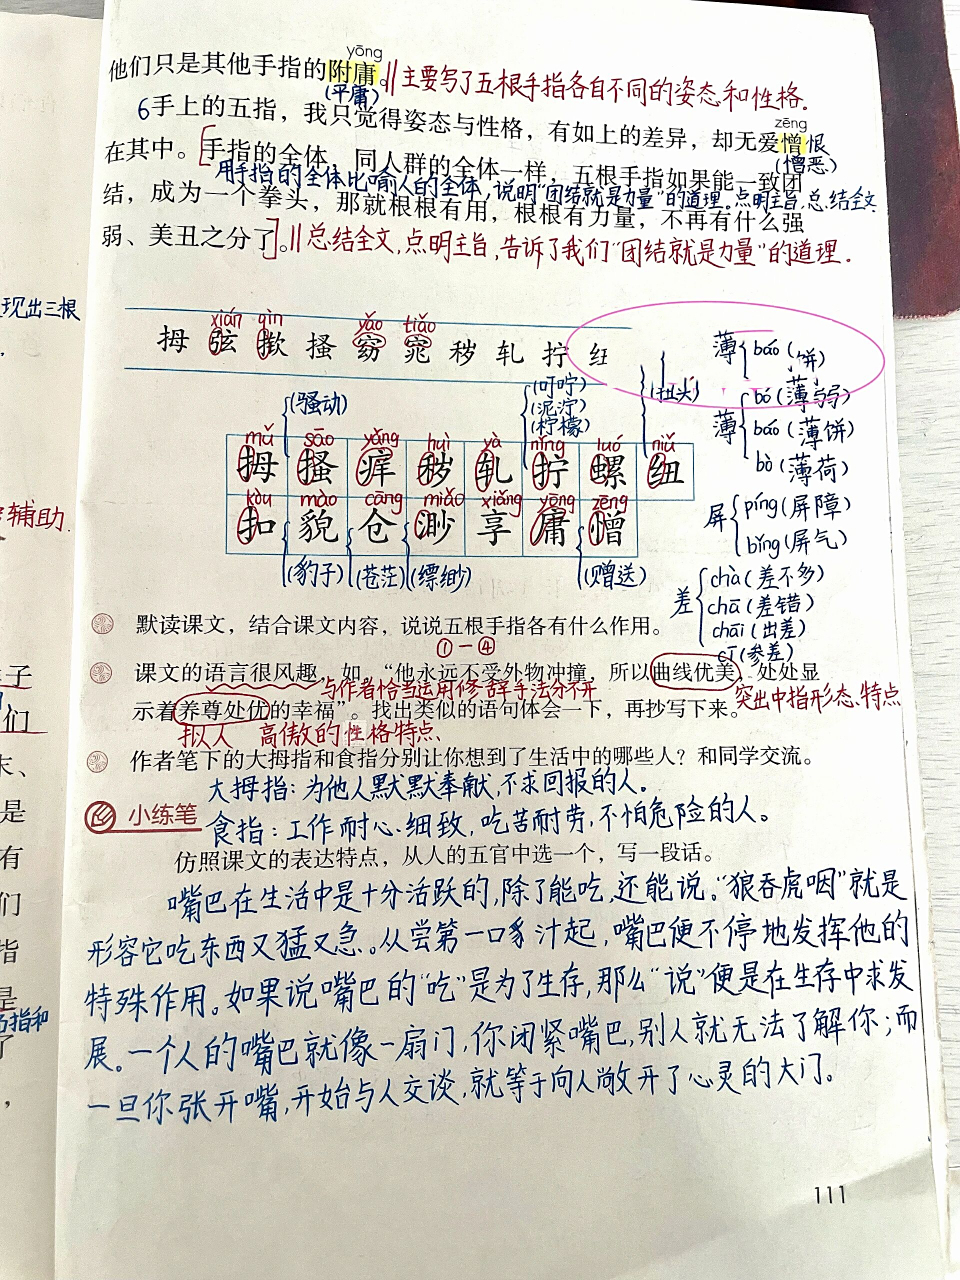 yōng
他们只是其他手指的附庸。‖主要写了五根手指各自不同的姿态和性格.
(平庸)
zēng
6手上的五指，我只觉得姿态与性格，有如上的差异，却无爱憎恨
(憎恶)
在其中。[手指的全体，同人群的全体一样，五根手指如果能一致团
用手指的全体比喻人的全体,说明"团结就是力量"的道理。点明主旨,总结全文.
结，成为一个拳头，那就根根有用，根根有力量，不再有什么强
弱、美丑之分了]。‖总结全文,点明主旨,告诉了我们"团结就是力量"的道理.
现出三根
xián qìn yǎo tiǎo
拇 弦 揿 搔 窈 窕 秽 轧 拧 纽
薄 báo (饼)
(骚动)
(叮咛)
(泥泞)
(柠檬)
(扭头)
薄 bó (薄弱)
báo (薄饼)
bò (薄荷)
mǔ sāo yǎng huì yà nǐng luó niǔ
拇 搔 痒 秽 轧 拧 螺 纽
kòu mào cāng miǎo xiǎng yōng zēng
扣 貌 仓 渺 享 庸 憎
(豹子) (苍茫) (缥缈) (赠送)
屏 píng (屏障)
bǐng (屏气)
差 chà (差不多)
chā (差错)
chāi (出差)
cī (参差)
辅助.
默读课文，结合课文内容，说说五根手指各有什么作用。
①—④
课文的语言很风趣，如，“他永远不受外物冲撞，所以曲线优美，处处显
与作者恰当运用修辞手法分不开
示着养尊处优的幸福”。找出类似的语句体会一下，再抄写下来。
突出中指形态、特点
拟人 高傲的性格特点、
作者笔下的大拇指和食指分别让你想到了生活中的哪些人？和同学交流。
大拇指:为他人默默奉献,不求回报的人。
小练笔
食指:工作耐心、细致,吃苦耐劳,不怕危险的人。
仿照课文的表达特点，从人的五官中选一个，写一段话。
嘴巴在生活中是十分活跃的,除了能吃,还能说。"狼吞虎咽"就是
形容它吃东西又猛又急。从尝第一口乳汁起,嘴巴便不停地发挥他的
特殊作用。如果说嘴巴的"吃"是为了生存,那么"说"便是在生存中求发
展。一个人的嘴巴就像一扇门,你闭紧嘴巴,别人就无法了解你;而
一旦你张开嘴,开始与人交谈,就等于向人敞开了心灵的大门。
111